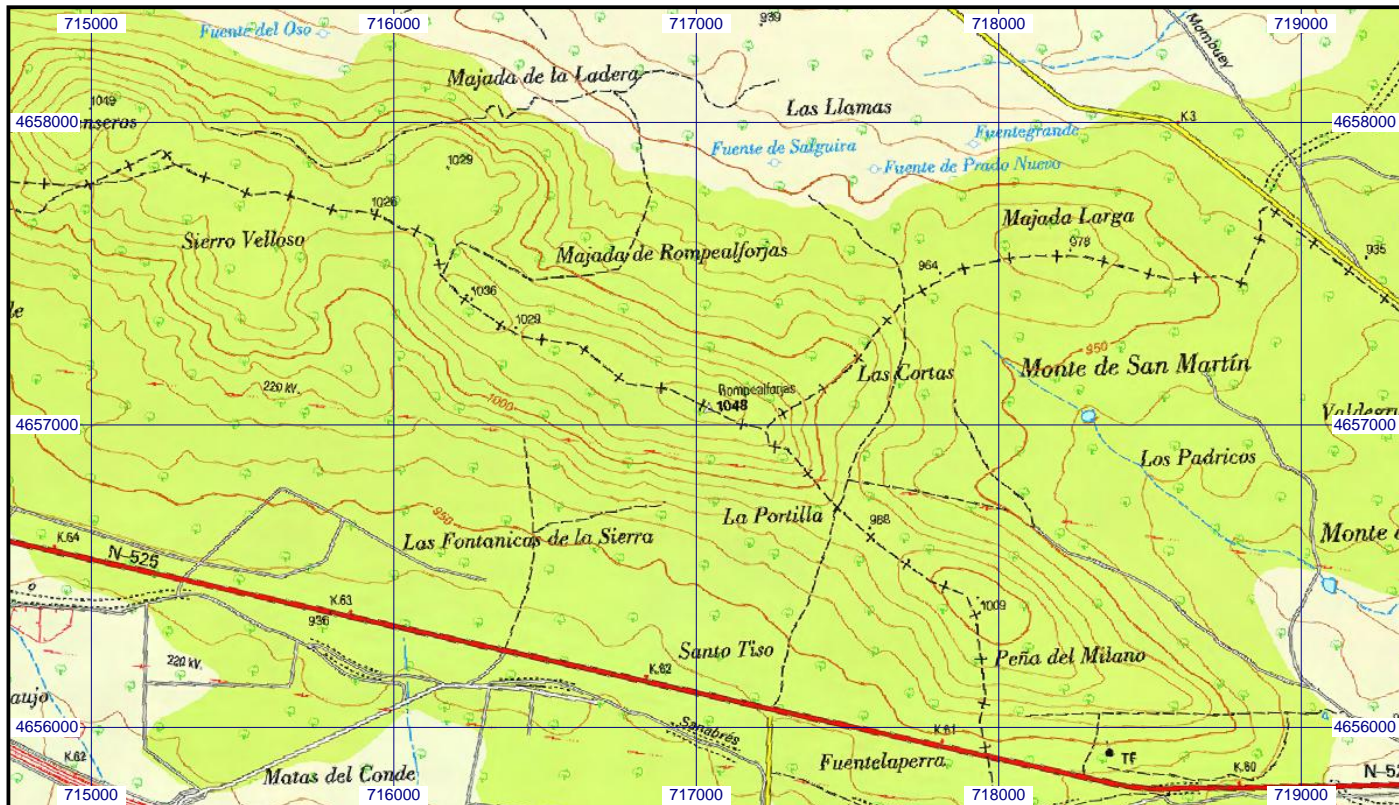 715000
716000
717000
718000
719000
939
Fuente del Oso
Mombuey
Majada de la Ladera
1049
Las Llamas
K.3
4658000
4658000
Fuentegrande
Fuente de Salguira
Fuente de Prado Nuevo
1029
1026
Majada Larga
Sierro Velloso
Majada de Rompealforjas
978
935
964
1036
1029
950
Las Cortas
Monte de San Martín
220 kV.
Rompealforjas
1048
1000
4657000
4657000
Los Padricos
950
La Portilla
988
K.64
N-525
Las Fontanicas de la Sierra
K.63
936
1009
Santo Tiso
220 kV.
K.62
Peña del Milano
Sanabrés
4656000
4656000
K.61
Fuentelaperra
Tf
K.62
Matas del Conde
K.60
715000
716000
717000
718000
719000